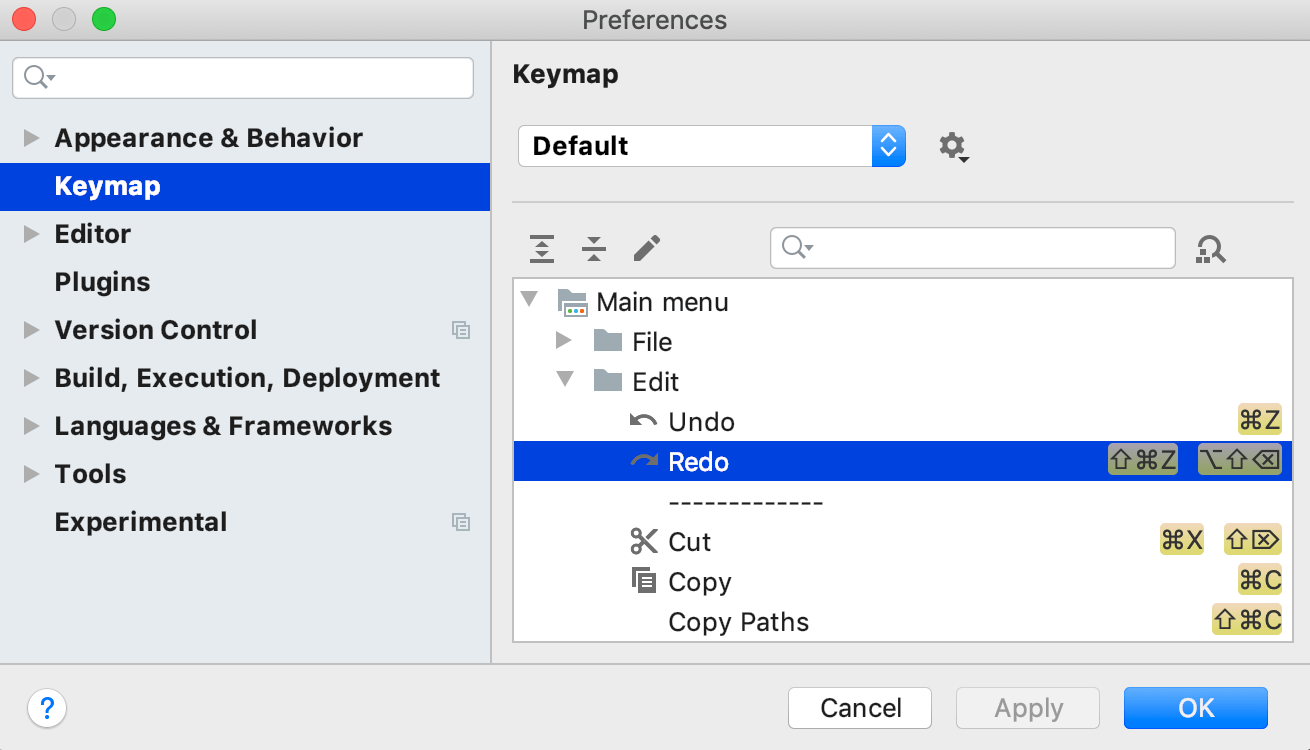 Preferences
Appearance & Behavior
Keymap
Editor
Plugins
Version Control
Build, Execution, Deployment
Languages & Frameworks
Tools
Experimental
Keymap
Default
Main menu
File
Edit
Undo ⌘Z
Redo ⇧⌘Z ⌥⇧⌫
-------------
Cut ⌘X ⇧⌦
Copy ⌘C
Copy Paths ⇧⌘C
?
Cancel Apply OK